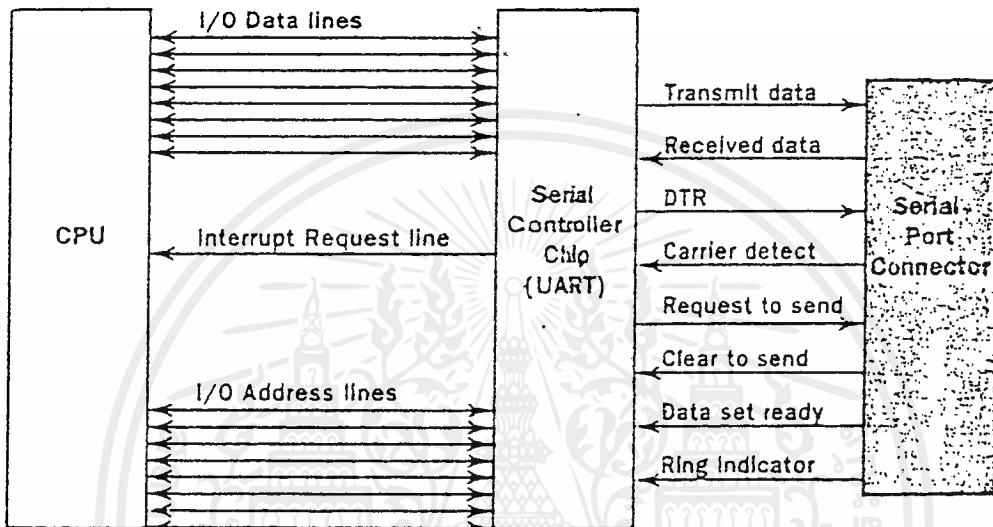 I/O Data lines
CPU
Interrupt Request line
I/O Address lines
Serial
Controller
Chip
(UART)
Transmit data
Received data
DTR
Carrier detect
Request to send
Clear to send
Data set ready
Ring Indicator
Serial
Port
Connector